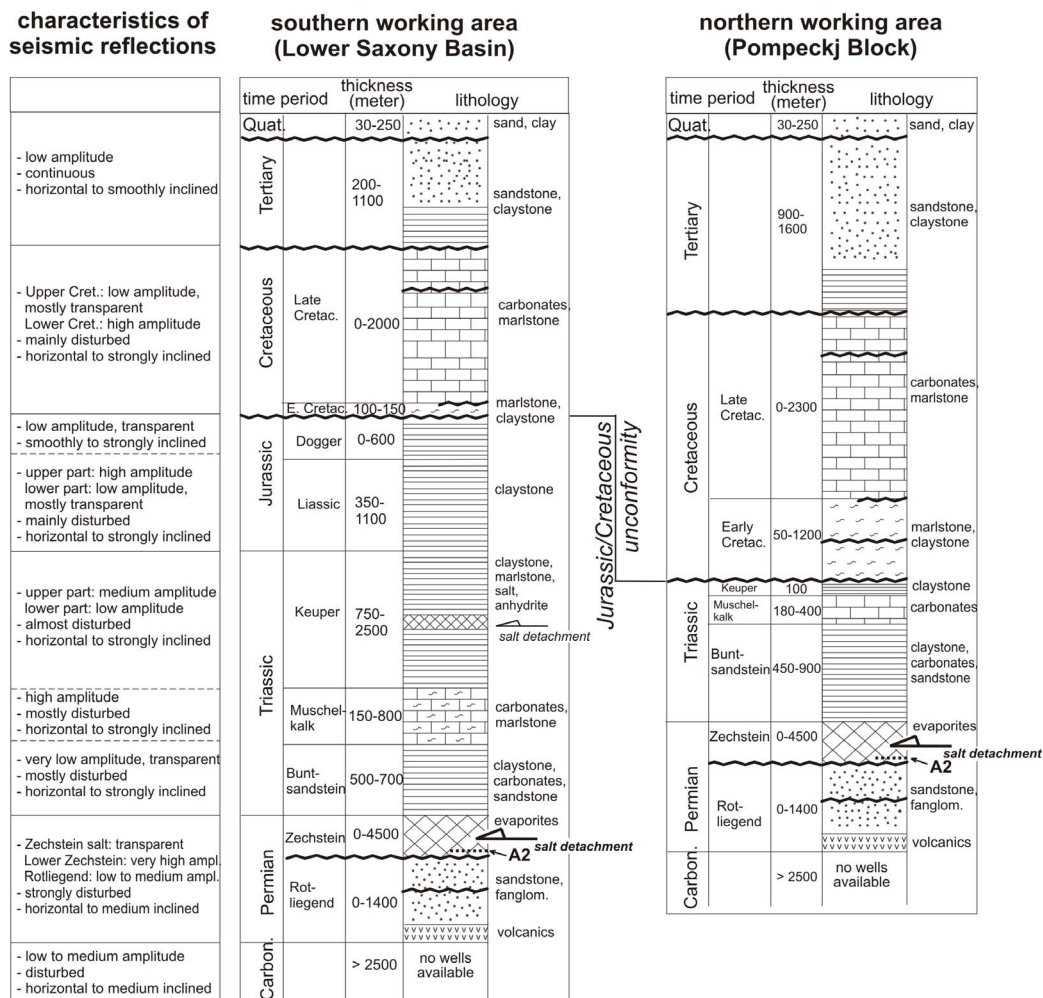 characteristics of
seismic reflections
- low amplitude
- continuous
- horizontal to smoothly inclined
- Upper Cret.: low amplitude,
mostly transparent
Lower Cret.: high amplitude
- mainly disturbed
- horizontal to strongly inclined
- low amplitude, transparent
- smoothly to strongly inclined
- upper part: high amplitude
lower part: low amplitude,
mostly transparent
- mainly disturbed
- horizontal to strongly inclined
- upper part: medium amplitude
lower part: low amplitude
- almost disturbed
- horizontal to strongly inclined
- high amplitude
- mostly disturbed
- horizontal to strongly inclined
- very low amplitude, transparent
- mostly disturbed
- horizontal to strongly inclined
- Zechstein salt: transparent
Lower Zechstein: very high ampl.
Rotliegend: low to medium ampl.
- strongly disturbed
- horizontal to medium inclined
- low to medium amplitude
- disturbed
- horizontal to medium inclined
southern working area
(Lower Saxony Basin)
time period
thickness
(meter)
lithology
Quat.
30-250
sand, clay
Tertiary
200-
1100
sandstone,
claystone
Cretaceous
Late
Cretac.
0-2000
carbonates,
marlstone
E. Cretac.
100-150
marlstone,
claystone
Jurassic
Dogger
0-600
Liassic
350-
1100
claystone
Triassic
Keuper
750-
2500
claystone,
marlstone,
salt,
anhydrite
salt detachment
Muschel-
kalk
150-800
carbonates,
marlstone
Bunt-
sandstein
500-700
claystone,
carbonates,
sandstone
Permian
Zechstein
0-4500
evaporites
salt detachment
A2
Rot-
liegend
0-1400
sandstone,
fanglom.
volcanics
Carbon.
> 2500
no wells
available
Jurassic/Cretaceous
unconformity
northern working area
(Pompeckj Block)
time period
thickness
(meter)
lithology
Quat.
30-250
sand, clay
Tertiary
900-
1600
sandstone,
claystone
Cretaceous
Late
Cretac.
0-2300
carbonates,
marlstone
Early
Cretac.
50-1200
marlstone,
claystone
Triassic
Keuper
100
claystone
Muschel-
kalk
180-400
carbonates
Bunt-
sandstein
450-900
claystone,
carbonates,
sandstone
Permian
Zechstein
0-4500
evaporites
salt detachment
A2
Rot-
liegend
0-1400
sandstone,
fanglom.
volcanics
Carbon.
> 2500
no wells
available